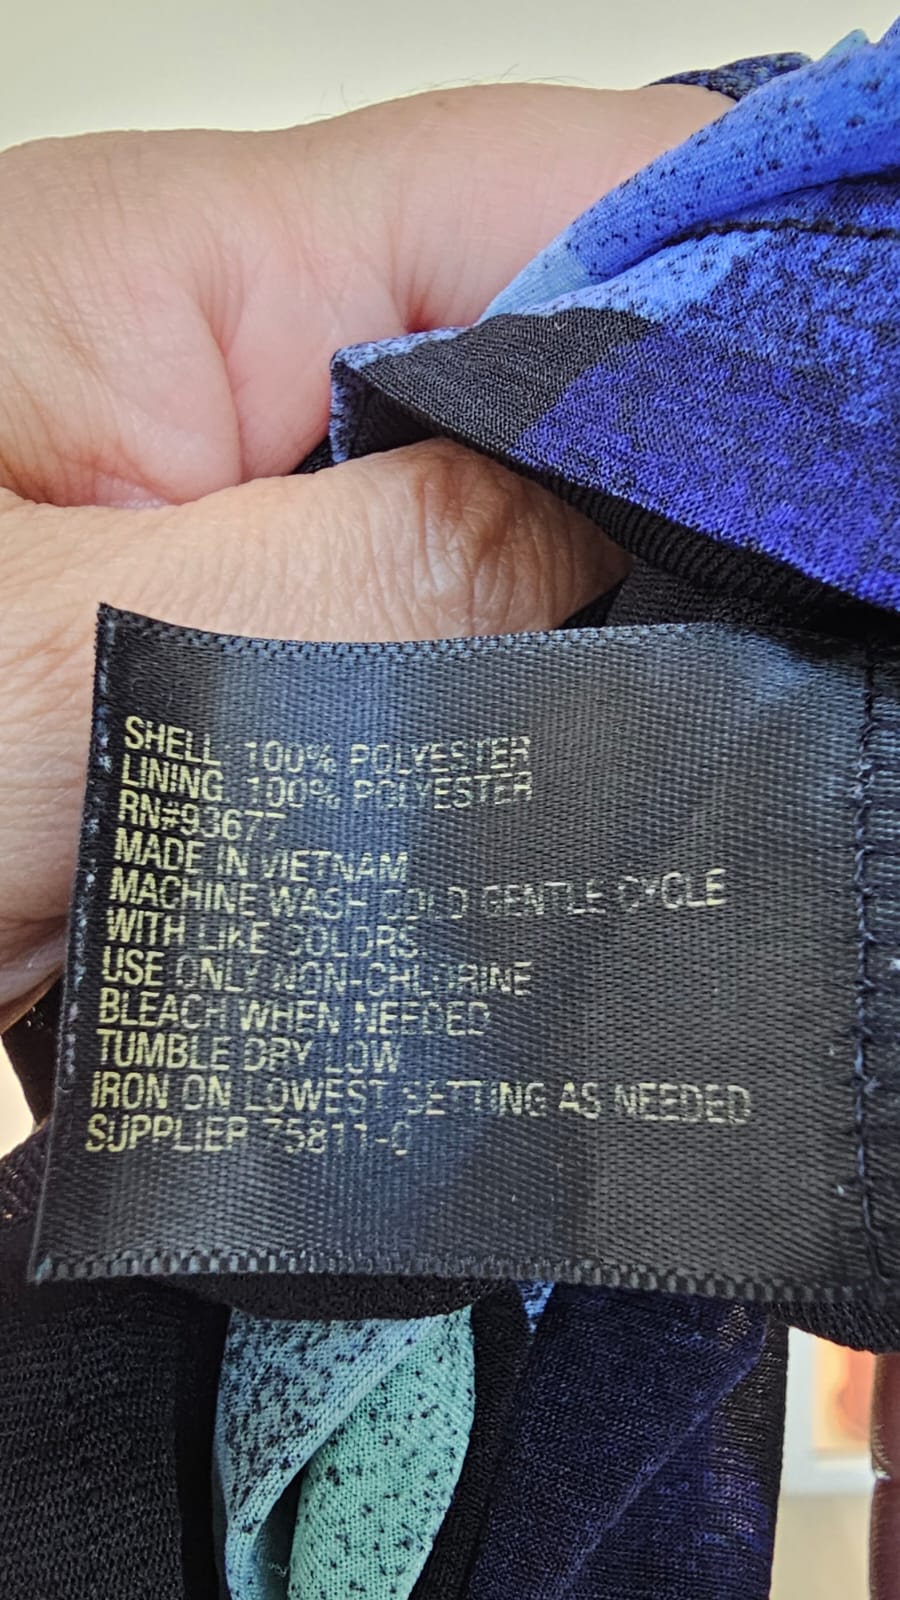 SHELL: 100% POLYESTER
LINING: 100% POLYESTER
RN#93677
MADE IN VIETNAM
MACHINE WASH COLD GENTLE CYCLE
WITH LIKE COLORS
USE ONLY NON-CHLORINE
BLEACH WHEN NEEDED
TUMBLE DRY LOW
IRON ON LOWEST SETTING AS NEEDED
SUPPLIER 75811-0